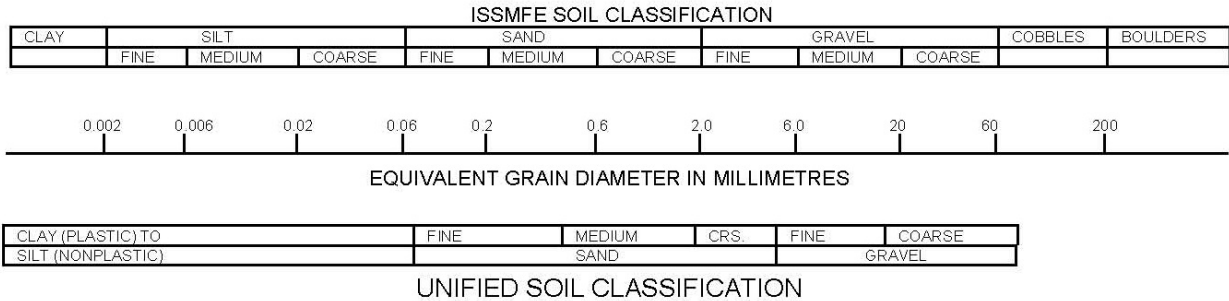 ISSMFE SOIL CLASSIFICATION
CLAY SILT SAND GRAVEL COBBLES BOULDERS
FINE MEDIUM COARSE FINE MEDIUM COARSE FINE MEDIUM COARSE
0.002 0.006 0.02 0.06 0.2 0.6 2.0 6.0 20 60 200
EQUIVALENT GRAIN DIAMETER IN MILLIMETRES
CLAY (PLASTIC) TO FINE MEDIUM CRS. FINE COARSE
SILT (NONPLASTIC) SAND GRAVEL
UNIFIED SOIL CLASSIFICATION